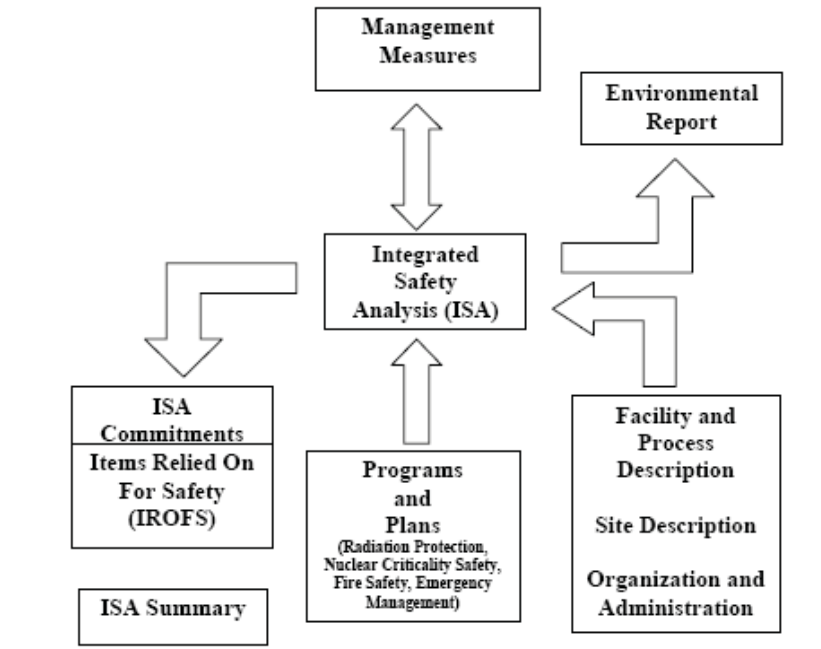 Management
Measures
Environmental
Report
Integrated
Safety
Analysis (ISA)
ISA
Commitments
Items Relied On
For Safety
(IROFS)
ISA Summary
Programs
and
Plans
(Radiation Protection,
Nuclear Criticality Safety,
Fire Safety, Emergency
Management)
Facility and
Process
Description
Site Description
Organization and
Administration